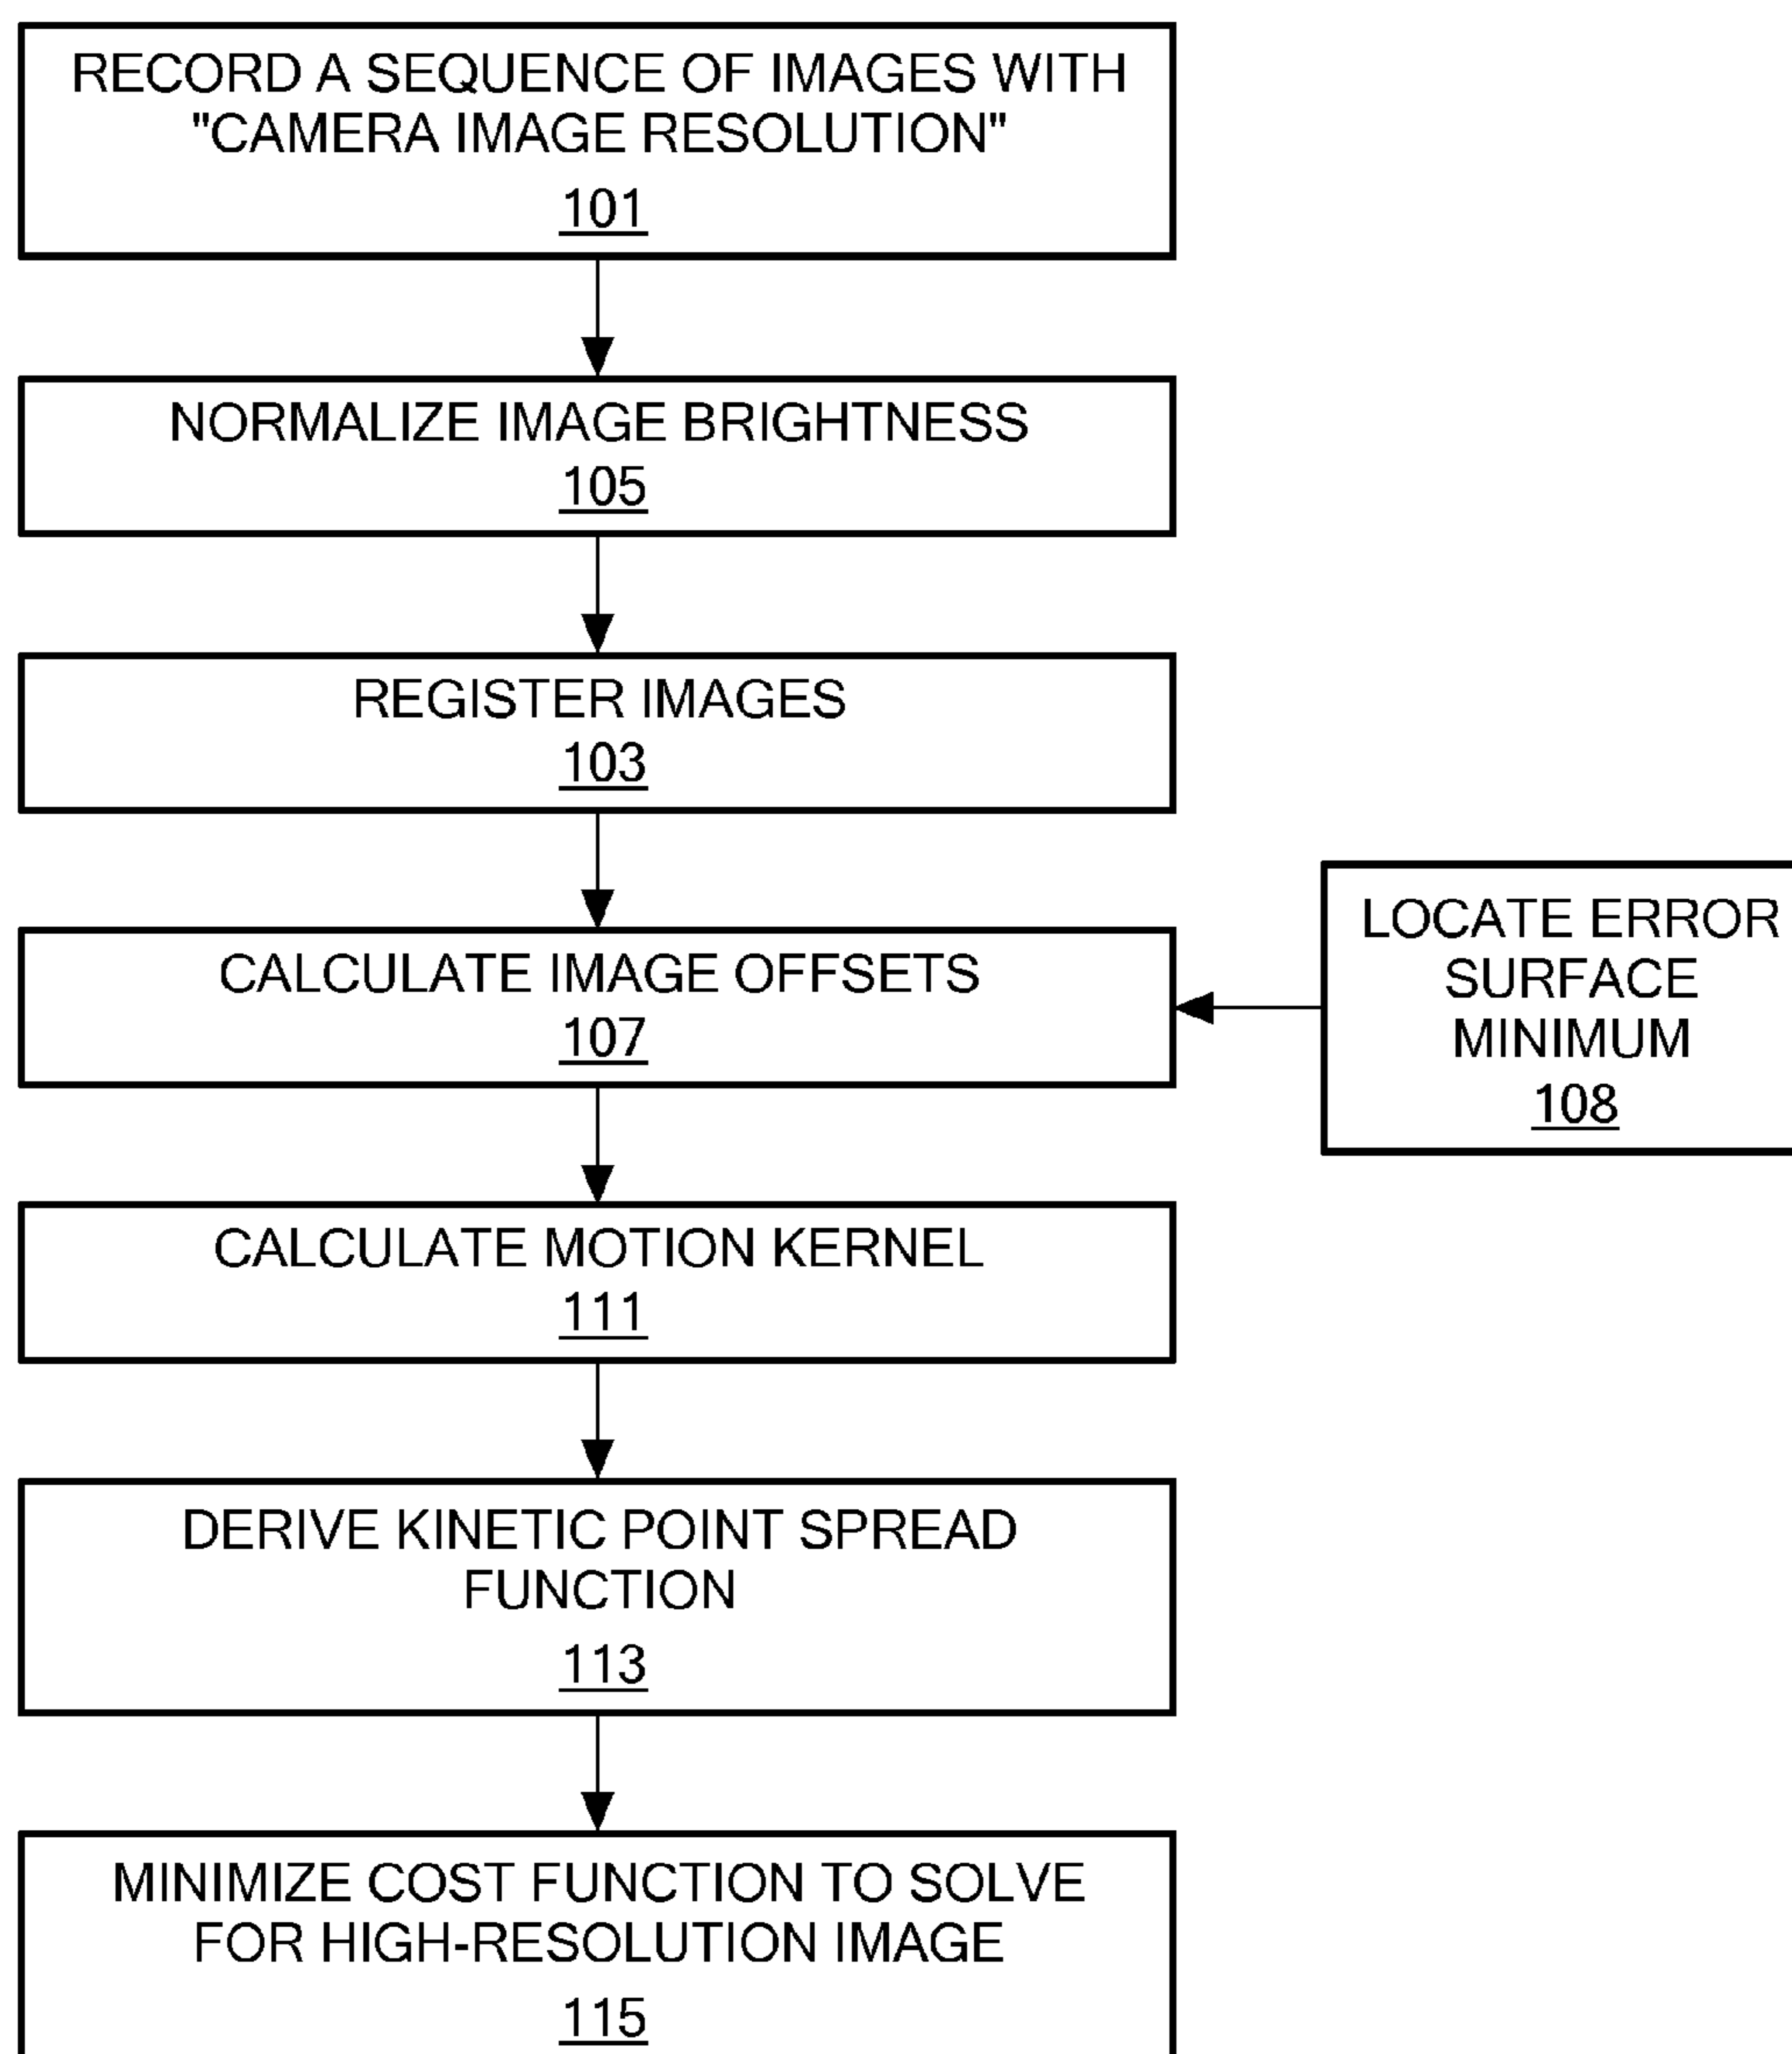 RECORD A SEQUENCE OF IMAGES WITH
"CAMERA IMAGE RESOLUTION"
101
NORMALIZE IMAGE BRIGHTNESS
105
REGISTER IMAGES
103
CALCULATE IMAGE OFFSETS
107
LOCATE ERROR
SURFACE
MINIMUM
108
CALCULATE MOTION KERNEL
111
DERIVE KINETIC POINT SPREAD
FUNCTION
113
MINIMIZE COST FUNCTION TO SOLVE
FOR HIGH-RESOLUTION IMAGE
115